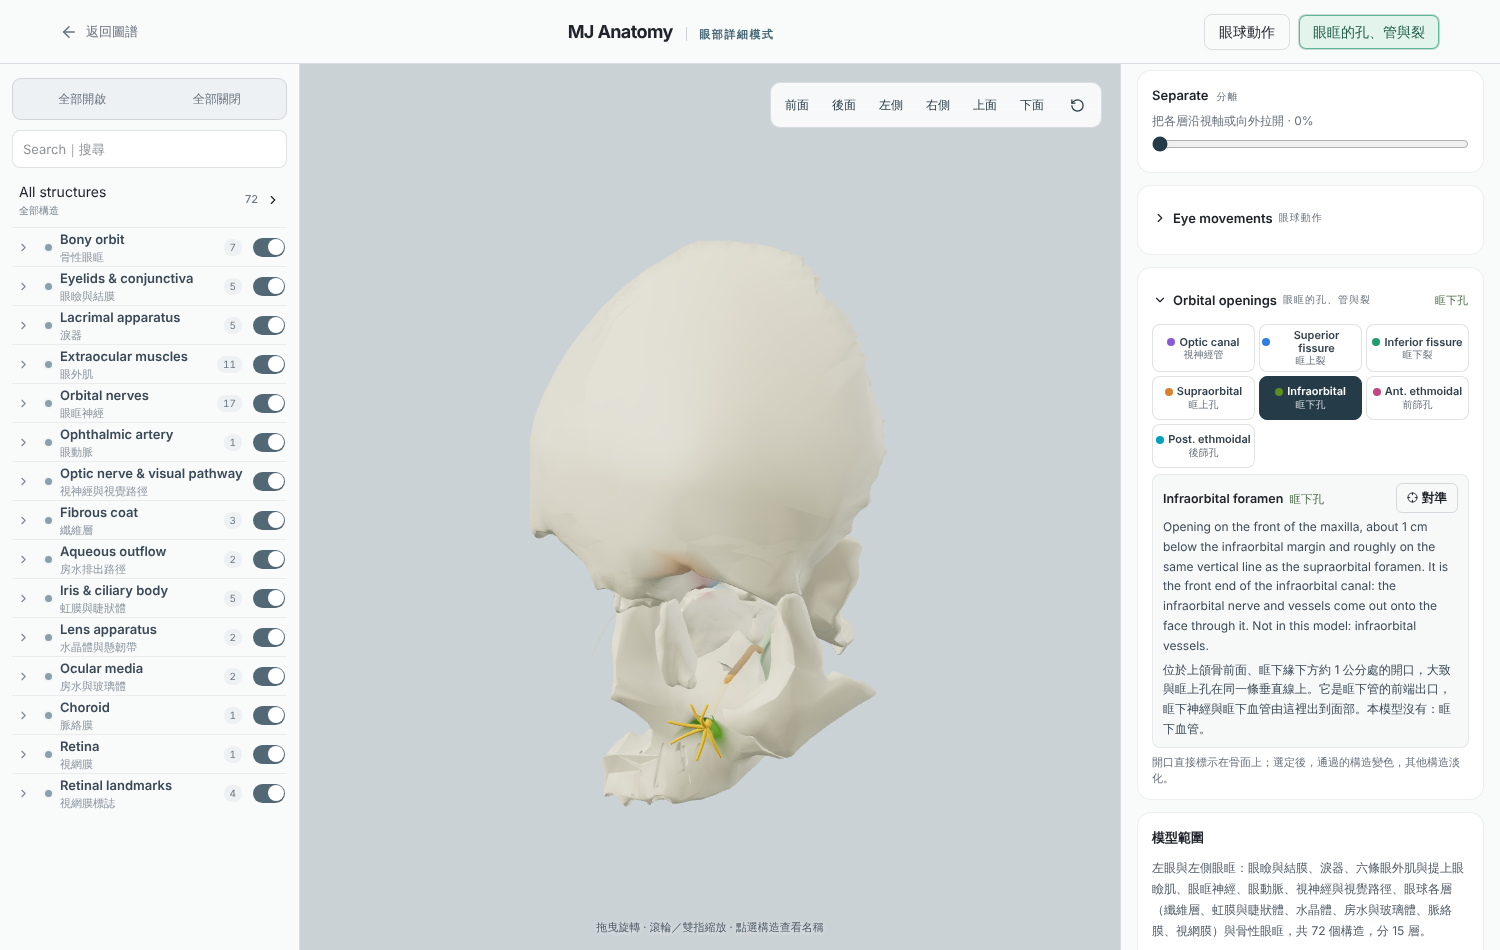 返回圖譜
MJ Anatomy
眼部詳細模式
眼球動作
眼眶的孔、管與裂
全部開啟
全部關閉
Search | 搜尋
All structures
全部構造
72
Bony orbit
骨性眼眶
7
Eyelids & conjunctiva
眼瞼與結膜
5
Lacrimal apparatus
淚器
5
Extraocular muscles
眼外肌
11
Orbital nerves
眼眶神經
17
Ophthalmic artery
眼動脈
1
Optic nerve & visual pathway
視神經與視覺路徑
Fibrous coat
纖維層
3
Aqueous outflow
房水排出路徑
2
Iris & ciliary body
虹膜與睫狀體
5
Lens apparatus
水晶體與懸韌帶
2
Ocular media
房水與玻璃體
2
Choroid
脈絡膜
1
Retina
視網膜
1
Retinal landmarks
視網膜標誌
4
前面
後面
左側
右側
上面
下面
拖曳旋轉 · 滾輪／雙指縮放 · 點選構造查看名稱
Separate 分離
把各層沿視軸或向外拉開 · 0%
Eye movements 眼球動作
Orbital openings 眼眶的孔、管與裂
眶下孔
Optic canal
視神經管
Superior
fissure
眶上裂
Inferior fissure
眶下裂
Supraorbital
眶上孔
Infraorbital
眶下孔
Ant. ethmoidal
前篩孔
Post. ethmoidal
後篩孔
Infraorbital foramen 眶下孔
對準
Opening on the front of the maxilla, about 1 cm
below the infraorbital margin and roughly on the
same vertical line as the supraorbital foramen. It is
the front end of the infraorbital canal: the
infraorbital nerve and vessels come out onto the
face through it. Not in this model: infraorbital
vessels.
位於上頜骨前面、眶下緣下方約 1 公分處的開口，大致
與眶上孔在同一條垂直線上。它是眶下管的前端出口，
眶下神經與眶下血管由這裡出到面部。本模型沒有：眶
下血管。
開口直接標示在骨面上；選定後，通過的構造變色，其他構造淡
化。
模型範圍
左眼與左側眼眶：眼瞼與結膜、淚器、六條眼外肌與提上眼
瞼肌、眼眶神經、眼動脈、視神經與視覺路徑、眼球各層
（纖維層、虹膜與睫狀體、水晶體、房水與玻璃體、脈絡
膜、視網膜）與骨性眼眶，共 72 個構造，分 15 層。